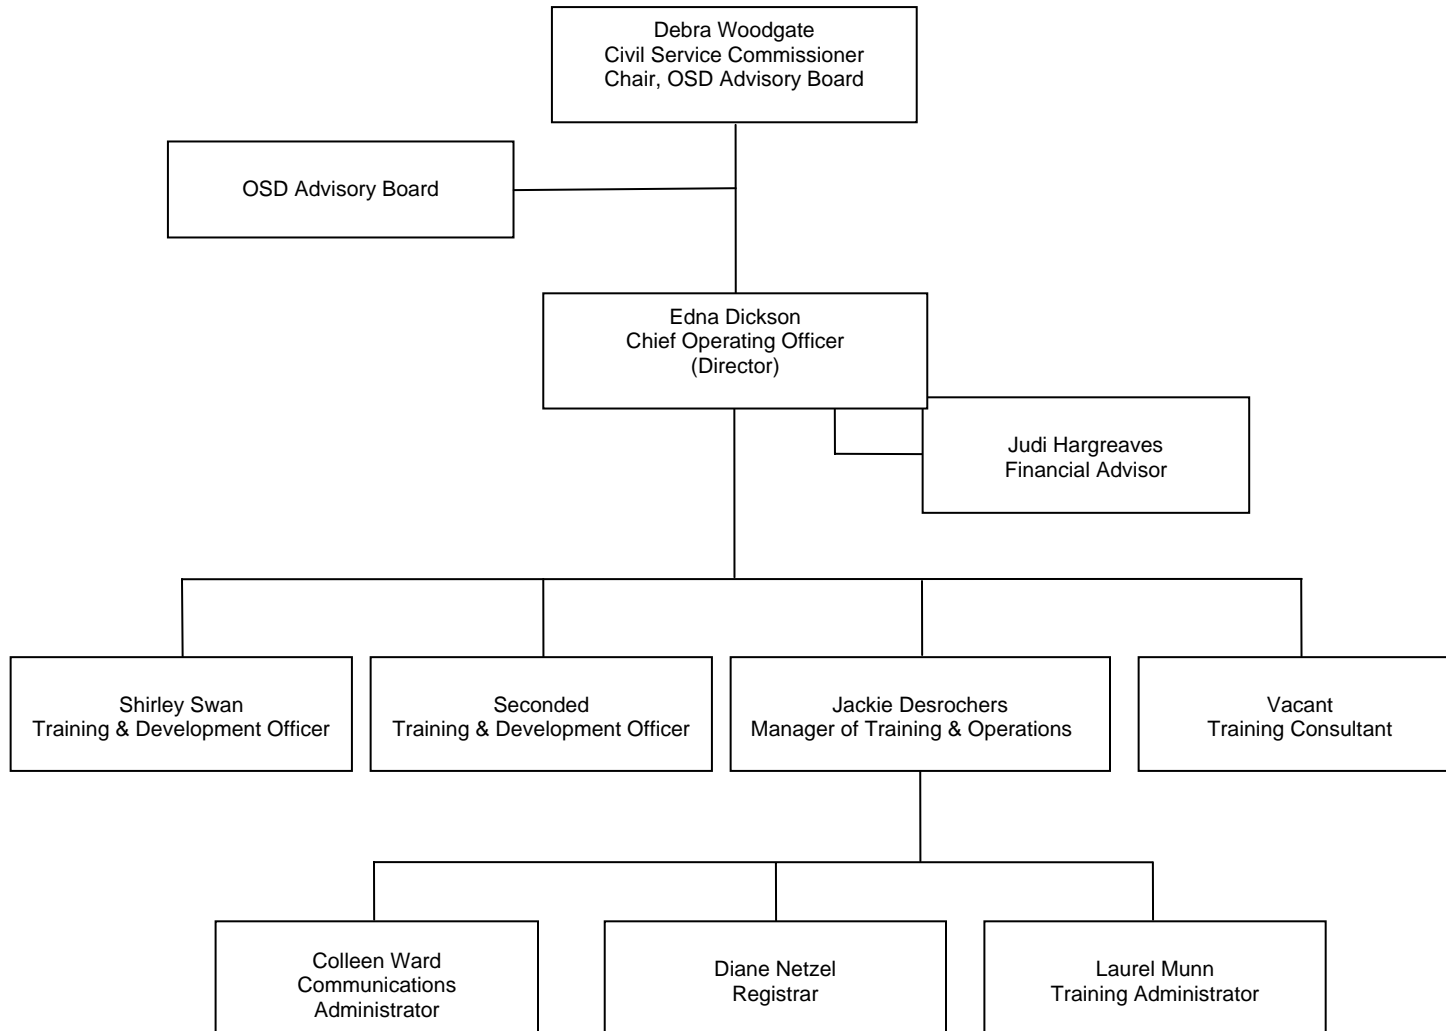 Debra Woodgate
Civil Service Commissioner
Chair, OSD Advisory Board
OSD Advisory Board
Edna Dickson
Chief Operating Officer
(Director)
Judi Hargreaves
Financial Advisor
Shirley Swan
Training & Development Officer
Seconded
Training & Development Officer
Jackie Desrochers
Manager of Training & Operations
Vacant
Training Consultant
Colleen Ward
Communications
Administrator
Diane Netzel
Registrar
Laurel Munn
Training Administrator